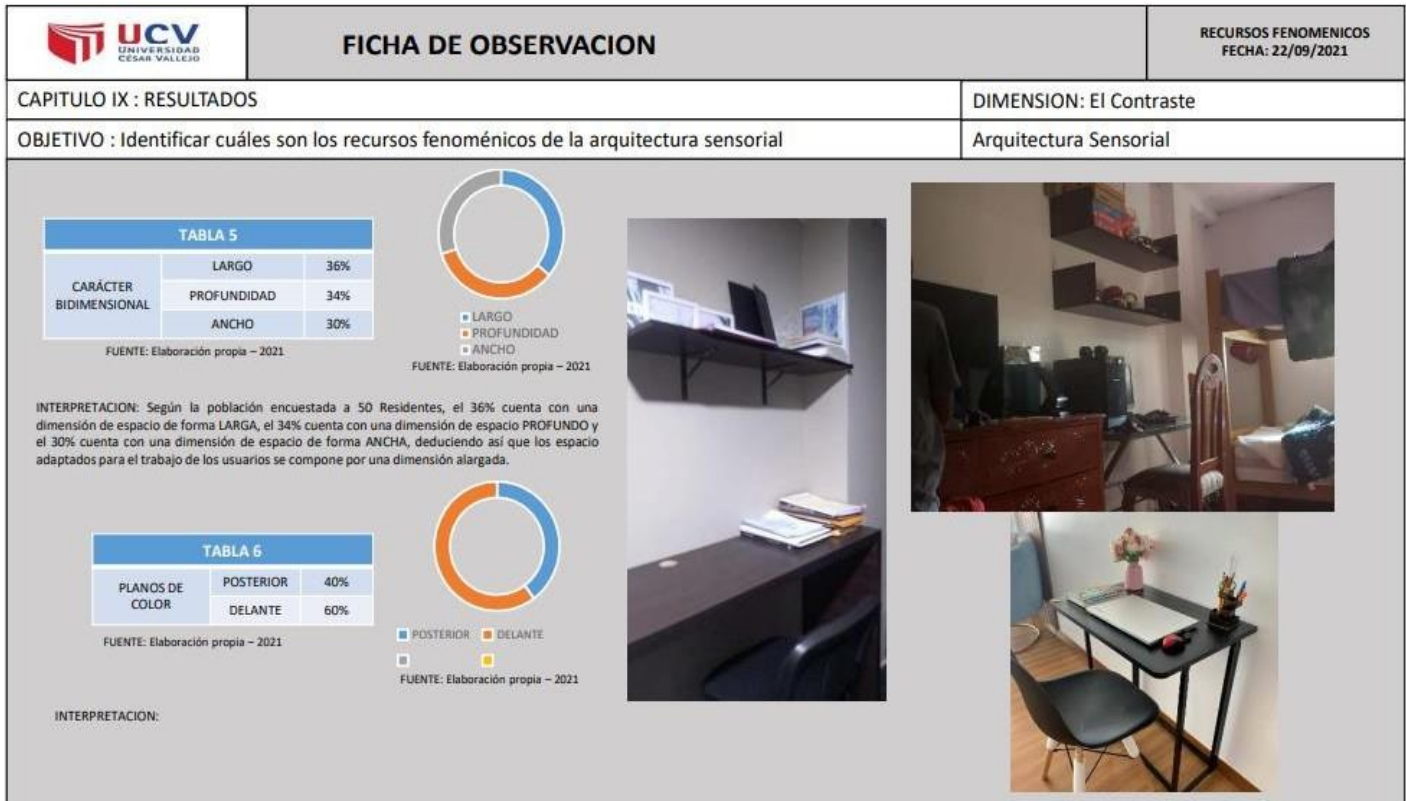 UCV
UNIVERSIDAD
CÉSAR VALLEJO
FICHA DE OBSERVACION
RECURSOS FENOMENICOS
FECHA: 22/09/2021
CAPITULO IX : RESULTADOS
DIMENSION: El Contraste
OBJETIVO : Identificar cuáles son los recursos fenoménicos de la arquitectura sensorial
Arquitectura Sensorial
TABLA 5
CARÁCTER
BIDIMENSIONAL
LARGO 36%
PROFUNDIDAD 34%
ANCHO 30%
FUENTE: Elaboración propia – 2021
LARGO
PROFUNDIDAD
ANCHO
FUENTE: Elaboración propia – 2021
INTERPRETACION: Según la población encuestada a 50 Residentes, el 36% cuenta con una
dimensión de espacio de forma LARGA, el 34% cuenta con una dimensión de espacio PROFUNDO y
el 30% cuenta con una dimensión de espacio de forma ANCHA, deduciendo así que los espacio
adaptados para el trabajo de los usuarios se compone por una dimensión alargada.
TABLA 6
PLANOS DE
COLOR
POSTERIOR 40%
DELANTE 60%
FUENTE: Elaboración propia – 2021
POSTERIOR DELANTE
FUENTE: Elaboración propia – 2021
INTERPRETACION: